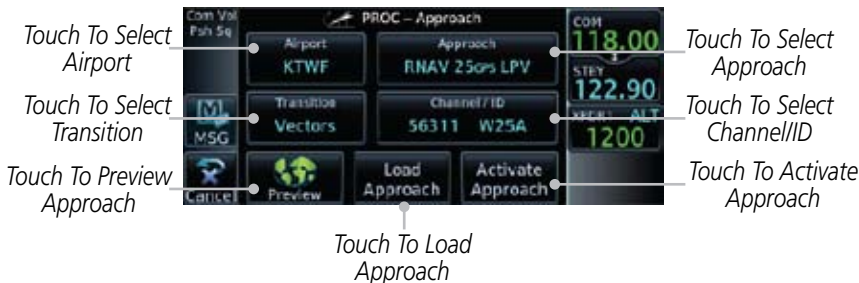 Com Vol
Psh Sq
PROC – Approach
COM
118.00
Touch To Select
Airport
Airport
KTWF
Approach
RNAV 25GPS LPV
Touch To Select
Approach
STBY
122.90
Touch To Select
Transition
MSG
Transition
Vectors
Channel/ID
56311 W25A
XPDR1 ALT
1200
Touch To Select
Channel/ID
Touch To Preview
Approach
Cancel
Preview
Load
Approach
Activate
Approach
Touch To Activate
Approach
Touch To Load
Approach